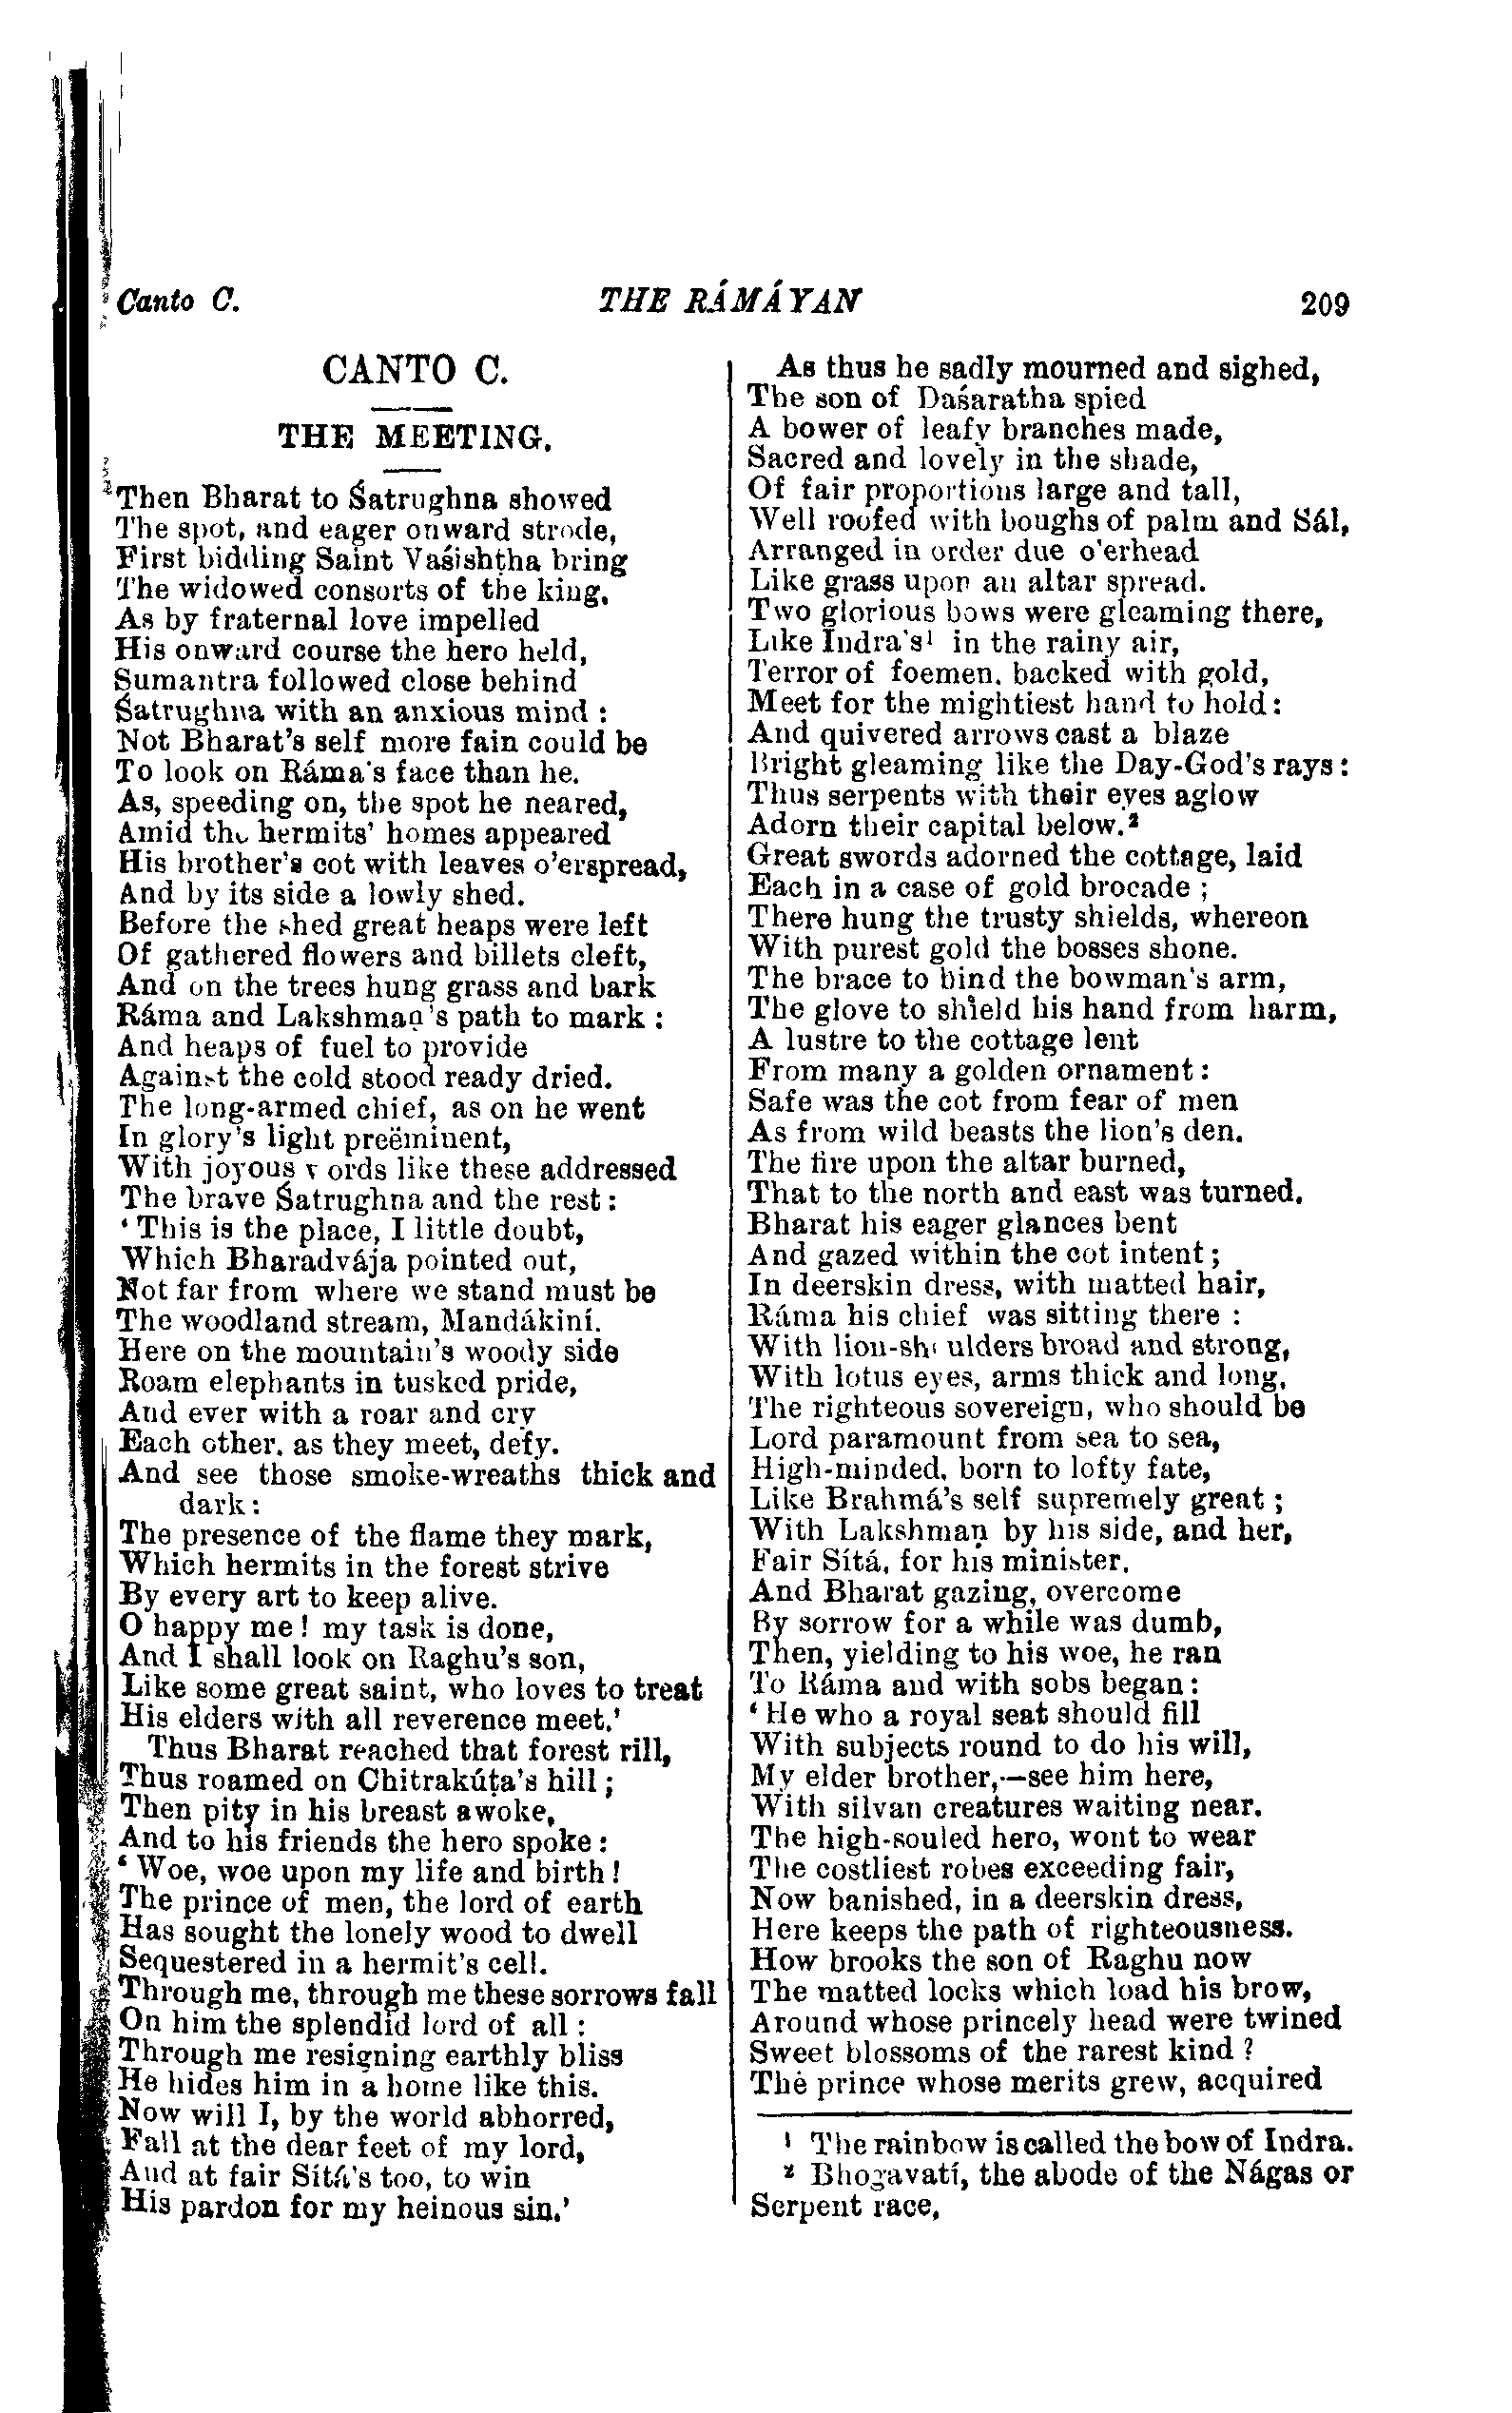 Canto C.
THE RÁMÁYAN
209
CANTO C.
THE MEETING.
Then Bharat to Śatrughna showed
The spot, and eager onward strode,
First bidding Saint Vaśishṭha bring
The widowed consorts of the king.
As by fraternal love impelled
His onward course the hero held,
Sumantra followed close behind
Śatrughna with an anxious mind :
Not Bharat's self more fain could be
To look on Ráma's face than he.
As, speeding on, the spot he neared,
Amid the hermits' homes appeared
His brother's cot with leaves o'erspread,
And by its side a lowly shed.
Before the shed great heaps were left
Of gathered flowers and billets cleft,
And on the trees hung grass and bark
Ráma and Lakshmaṇ's path to mark :
And heaps of fuel to provide
Against the cold stood ready dried.
The long-armed chief, as on he went
In glory's light preëminent,
With joyous words like these addressed
The brave Śatrughna and the rest :
' This is the place, I little doubt,
Which Bharadvája pointed out,
Not far from where we stand must be
The woodland stream, Mandákiní.
Here on the mountain's woody side
Roam elephants in tusked pride,
And ever with a roar and cry
Each other, as they meet, defy.
And see those smoke-wreaths thick and
dark :
The presence of the flame they mark,
Which hermits in the forest strive
By every art to keep alive.
O happy me ! my task is done,
And I shall look on Raghu's son,
Like some great saint, who loves to treat
His elders with all reverence meet.'
Thus Bharat reached that forest rill,
Thus roamed on Chitrakúṭa's hill ;
Then pity in his breast awoke,
And to his friends the hero spoke :
' Woe, woe upon my life and birth !
The prince of men, the lord of earth
Has sought the lonely wood to dwell
Sequestered in a hermit's cell.
Through me, through me these sorrows fall
On him the splendid lord of all :
Through me resigning earthly bliss
He hides him in a home like this.
Now will I, by the world abhorred,
Fall at the dear feet of my lord,
And at fair Sítá's too, to win
His pardon for my heinous sin.'
As thus he sadly mourned and sighed,
The son of Daśaratha spied
A bower of leafy branches made,
Sacred and lovely in the shade,
Of fair proportions large and tall,
Well roofed with boughs of palm and Sál,
Arranged in order due o'erhead
Like grass upon an altar spread.
Two glorious bows were gleaming there,
Like Indra's¹ in the rainy air,
Terror of foemen, backed with gold,
Meet for the mightiest hand to hold :
And quivered arrows cast a blaze
Bright gleaming like the Day-God's rays :
Thus serpents with their eyes aglow
Adorn their capital below.²
Great swords adorned the cottage, laid
Each in a case of gold brocade ;
There hung the trusty shields, whereon
With purest gold the bosses shone.
The brace to bind the bowman's arm,
The glove to shield his hand from harm,
A lustre to the cottage lent
From many a golden ornament :
Safe was the cot from fear of men
As from wild beasts the lion's den.
The fire upon the altar burned,
That to the north and east was turned.
Bharat his eager glances bent
And gazed within the cot intent ;
In deerskin dress, with matted hair,
Ráma his chief was sitting there :
With lion-shoulders broad and strong,
With lotus eyes, arms thick and long,
The righteous sovereign, who should be
Lord paramount from sea to sea,
High-minded, born to lofty fate,
Like Brahmá's self supremely great ;
With Lakshmaṇ by his side, and her,
Fair Sítá, for his minister.
And Bharat gazing, overcome
By sorrow for a while was dumb,
Then, yielding to his woe, he ran
To Ráma and with sobs began :
' He who a royal seat should fill
With subjects round to do his will,
My elder brother,—see him here,
With silvan creatures waiting near.
The high-souled hero, wont to wear
The costliest robes exceeding fair,
Now banished, in a deerskin dress,
Here keeps the path of righteousness.
How brooks the son of Raghu now
The matted locks which load his brow,
Around whose princely head were twined
Sweet blossoms of the rarest kind ?
The prince whose merits grew, acquired
¹ The rainbow is called the bow of Indra.
² Bhogavatí, the abode of the Nágas or
Serpent race,